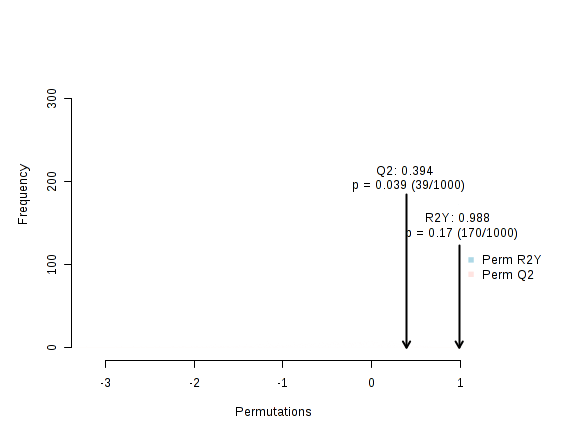 300
200
100
0
Frequency
Q2: 0.394
p = 0.039 (39/1000)
R2Y: 0.988
p = 0.17 (170/1000)
Perm R2Y
Perm Q2
-3 -2 -1 0 1
Permutations